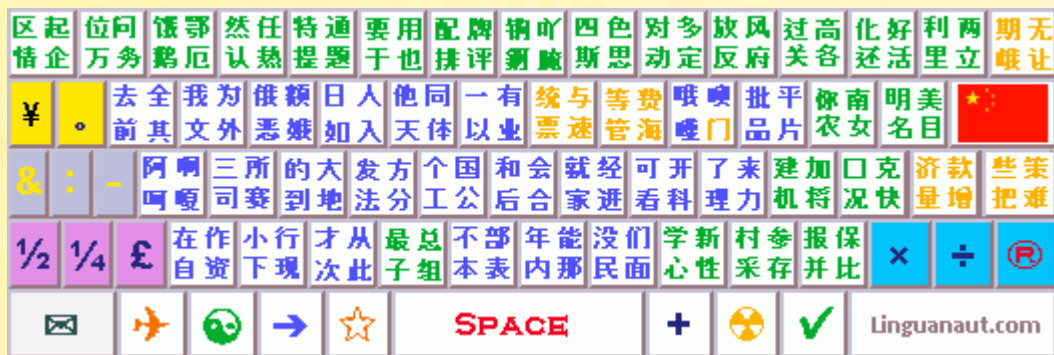 区起 位问 饿鄂 然任 特通 要用 配牌 锕吖 四色 对多 放风 过高 化好 利两 期无
情企 万务 鹅厄 认热 提题 于也 排评 锕腌 斯思 动定 反府 关各 还活 里立 峨让
¥ 。 去全 我为 俄额 日人 他同 一有 统与 等费 哦噢 批平 你南 明美
前其 文外 恶娥 如入 天体 以业 票速 管海 嚄门 品片 农女 名目
& : - 阿啊 三所 的大 发方 个国 和会 就经 可开 了来 建加 口克 济款 些策
呵嗄 司赛 到地 法分 工公 后合 家进 看科 理力 机将 况快 量增 把难
½ ¼ £ 在作 小行 才从 最总 不部 年能 没们 学新 村参 报保 × ÷ ®
自资 下现 次此 子组 本表 内那 民面 心性 采存 并比
SPACE + Linguanaut.com